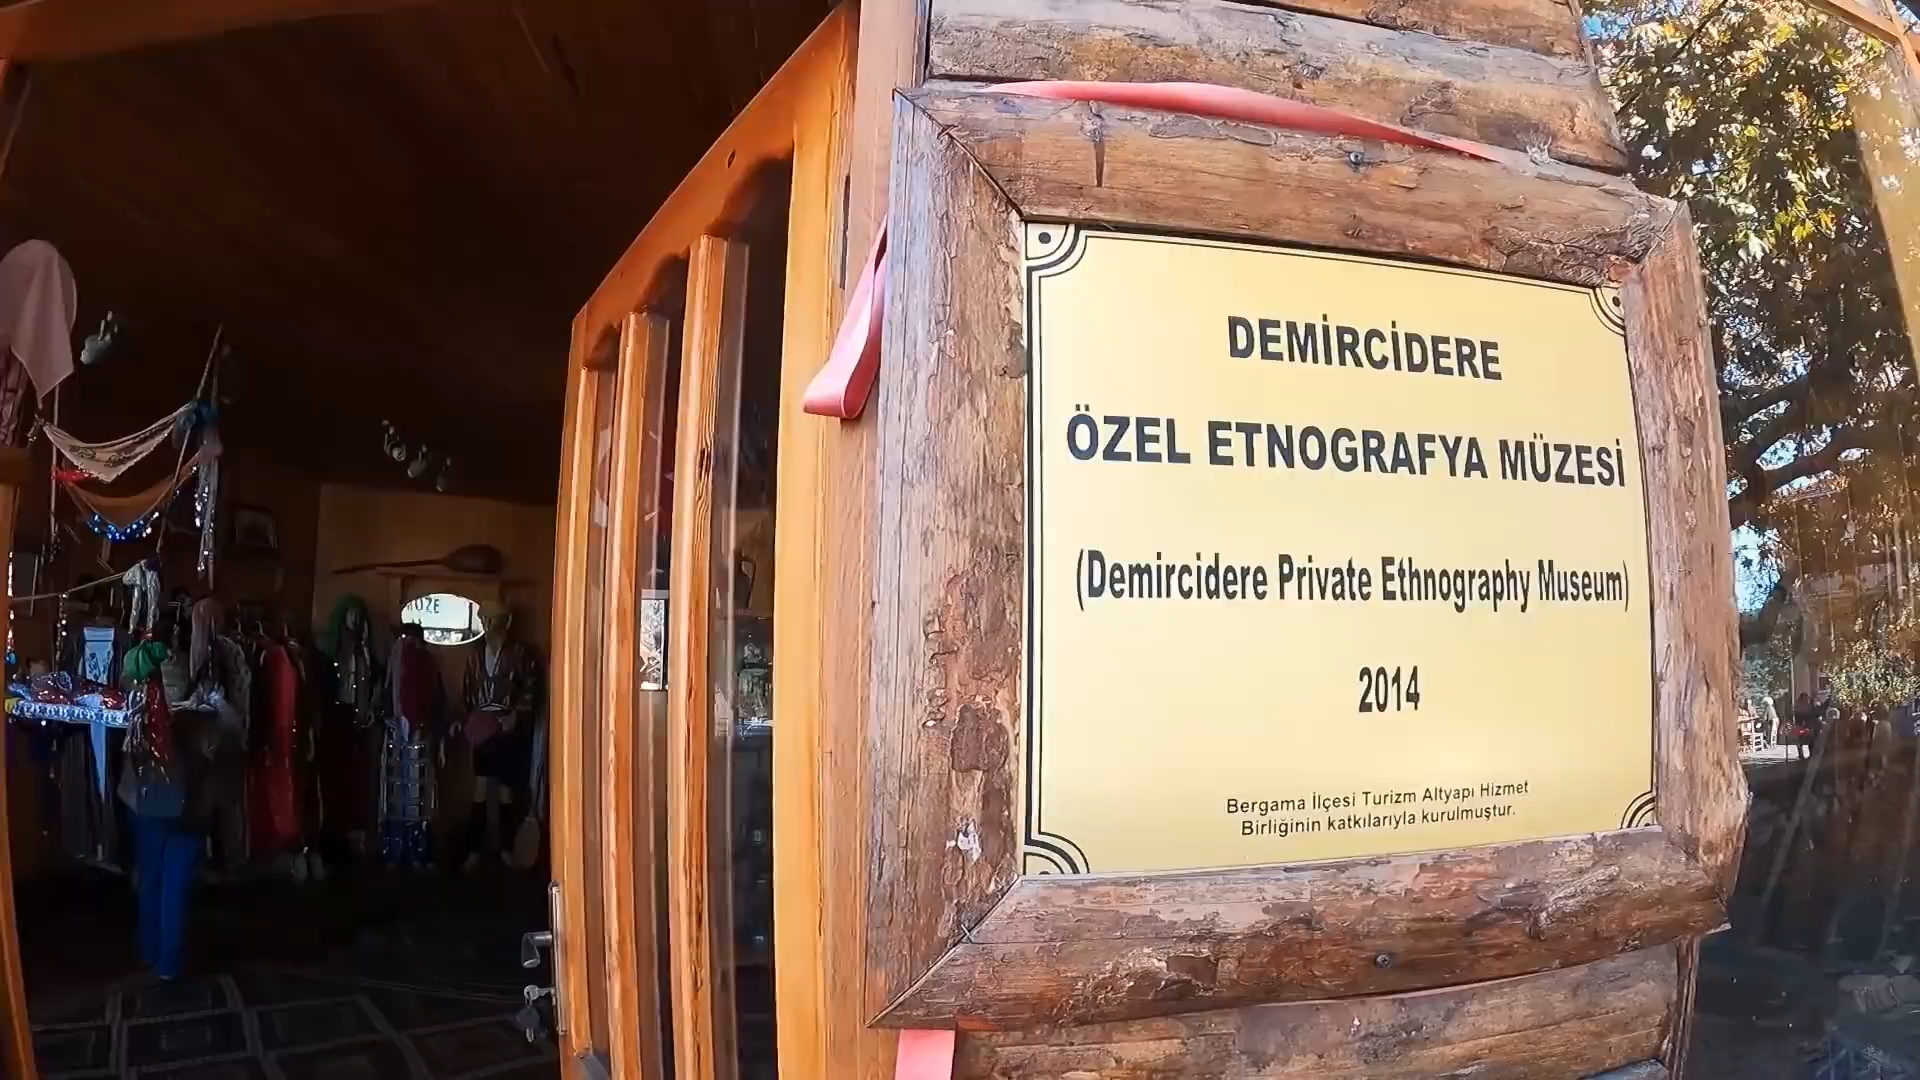 DEMİRCİDERE
ÖZEL ETNOGRAFYA MÜZESİ
(Demircidere Private Ethnography Museum)
2014
Bergama İlçesi Turizm Altyapı Hizmet
Birliğinin katkılarıyla kurulmuştur.